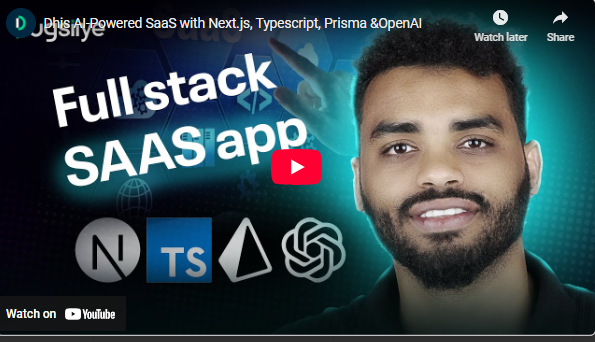 Dhis AI-Powered SaaS with Next.js, Typescript, Prisma &OpenAI
Watch later
Share
Full stack
SAAS app
TS
Watch on YouTube